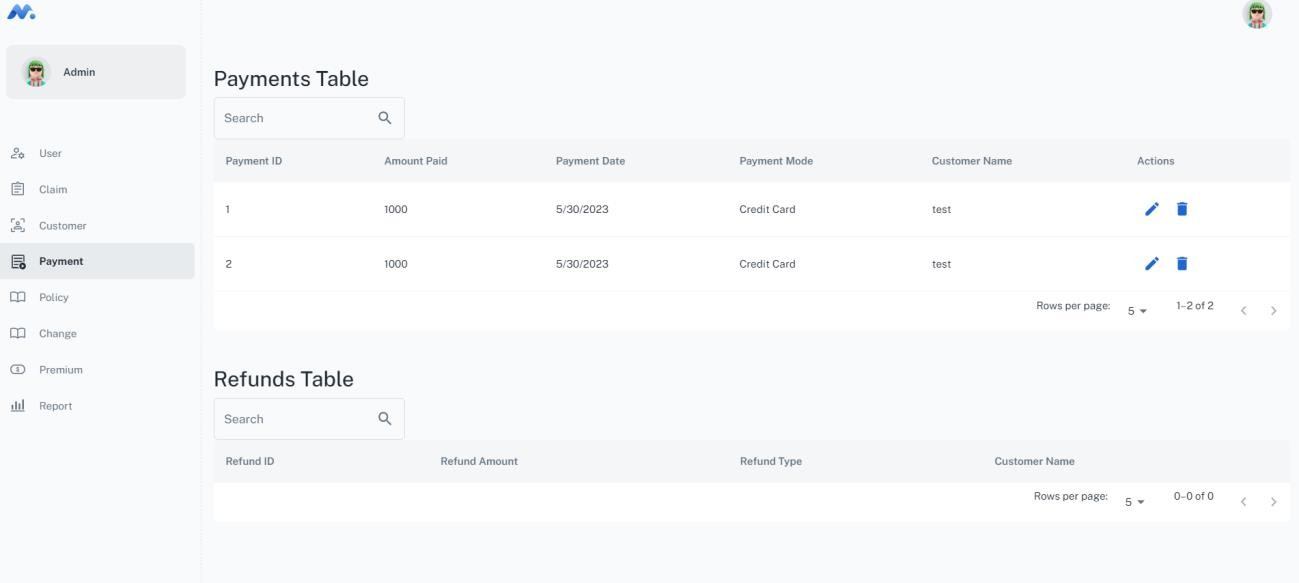 Admin
User
Claim
Customer
Payment
Policy
Change
Premium
Report
Payments Table
Search
Payment ID Amount Paid Payment Date Payment Mode Customer Name Actions
1 1000 5/30/2023 Credit Card test
2 1000 5/30/2023 Credit Card test
Rows per page: 5 1–2 of 2
Refunds Table
Search
Refund ID Refund Amount Refund Type Customer Name
Rows per page: 5 0–0 of 0